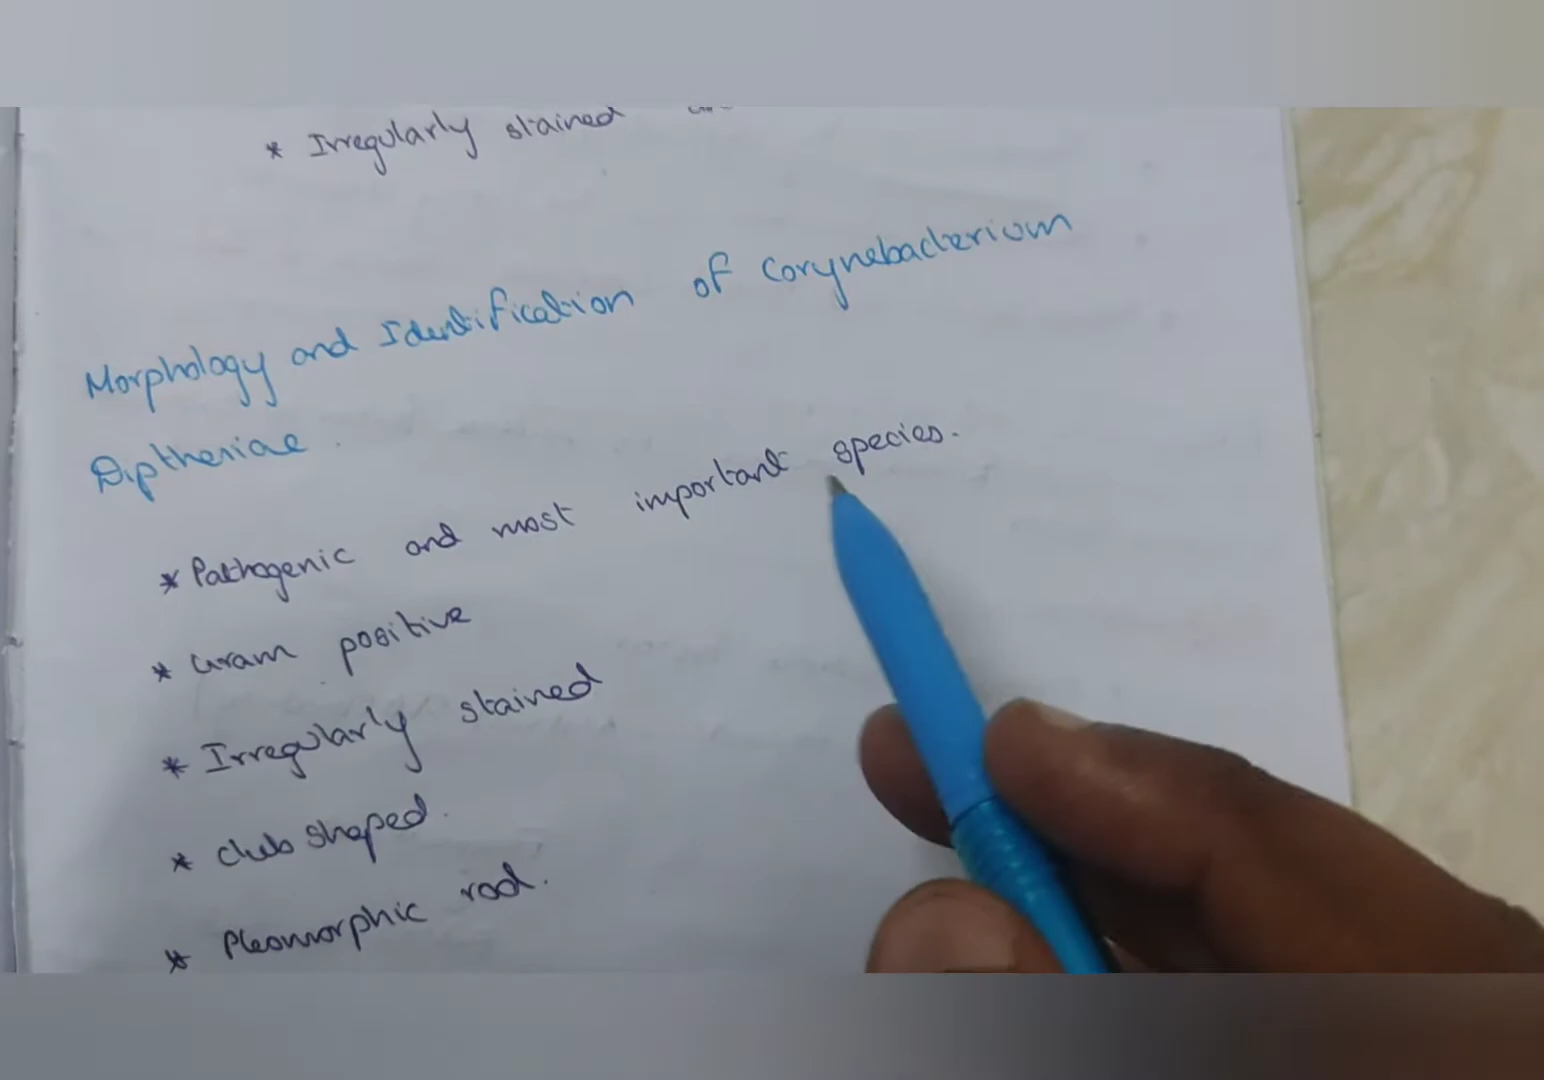 * Irregularly stained
Morphology and Identification of Corynebacterium
Diptheriae.
* Pathogenic and most important species.
* Gram positive
* Irregularly stained
* club shaped.
* Pleomorphic rod.